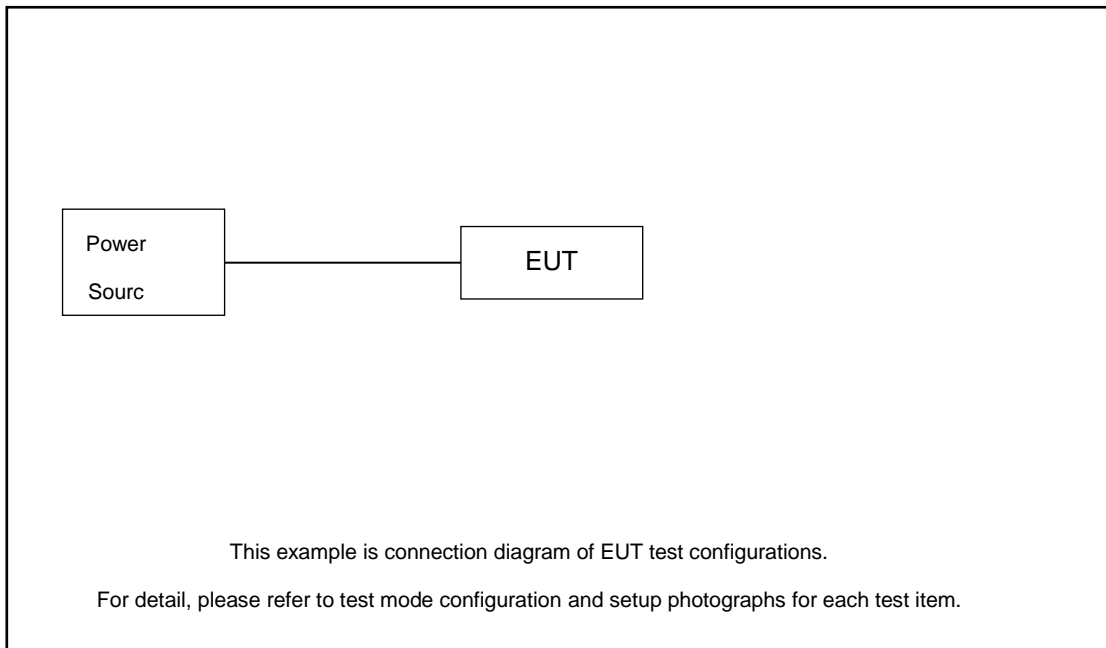 Power
Sourc
EUT
This example is connection diagram of EUT test configurations.
For detail, please refer to test mode configuration and setup photographs for each test item.